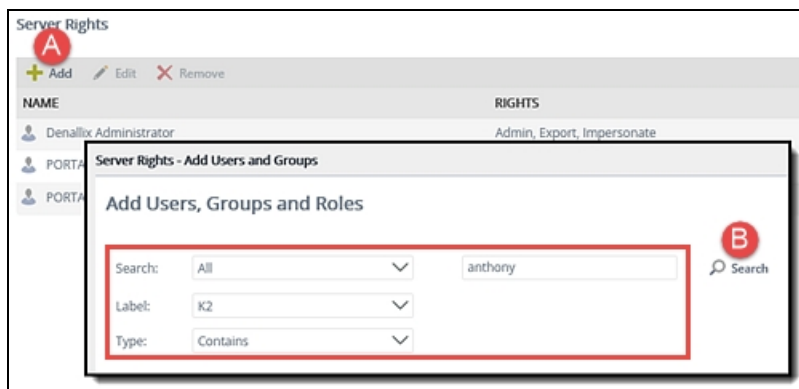 Server Rights
A
Add Edit Remove
NAME RIGHTS
Denallix Administrator Admin, Export, Impersonate
PORTA
PORTA
Server Rights - Add Users and Groups
Add Users, Groups and Roles
B
Search: All anthony Search
Label: K2
Type: Contains